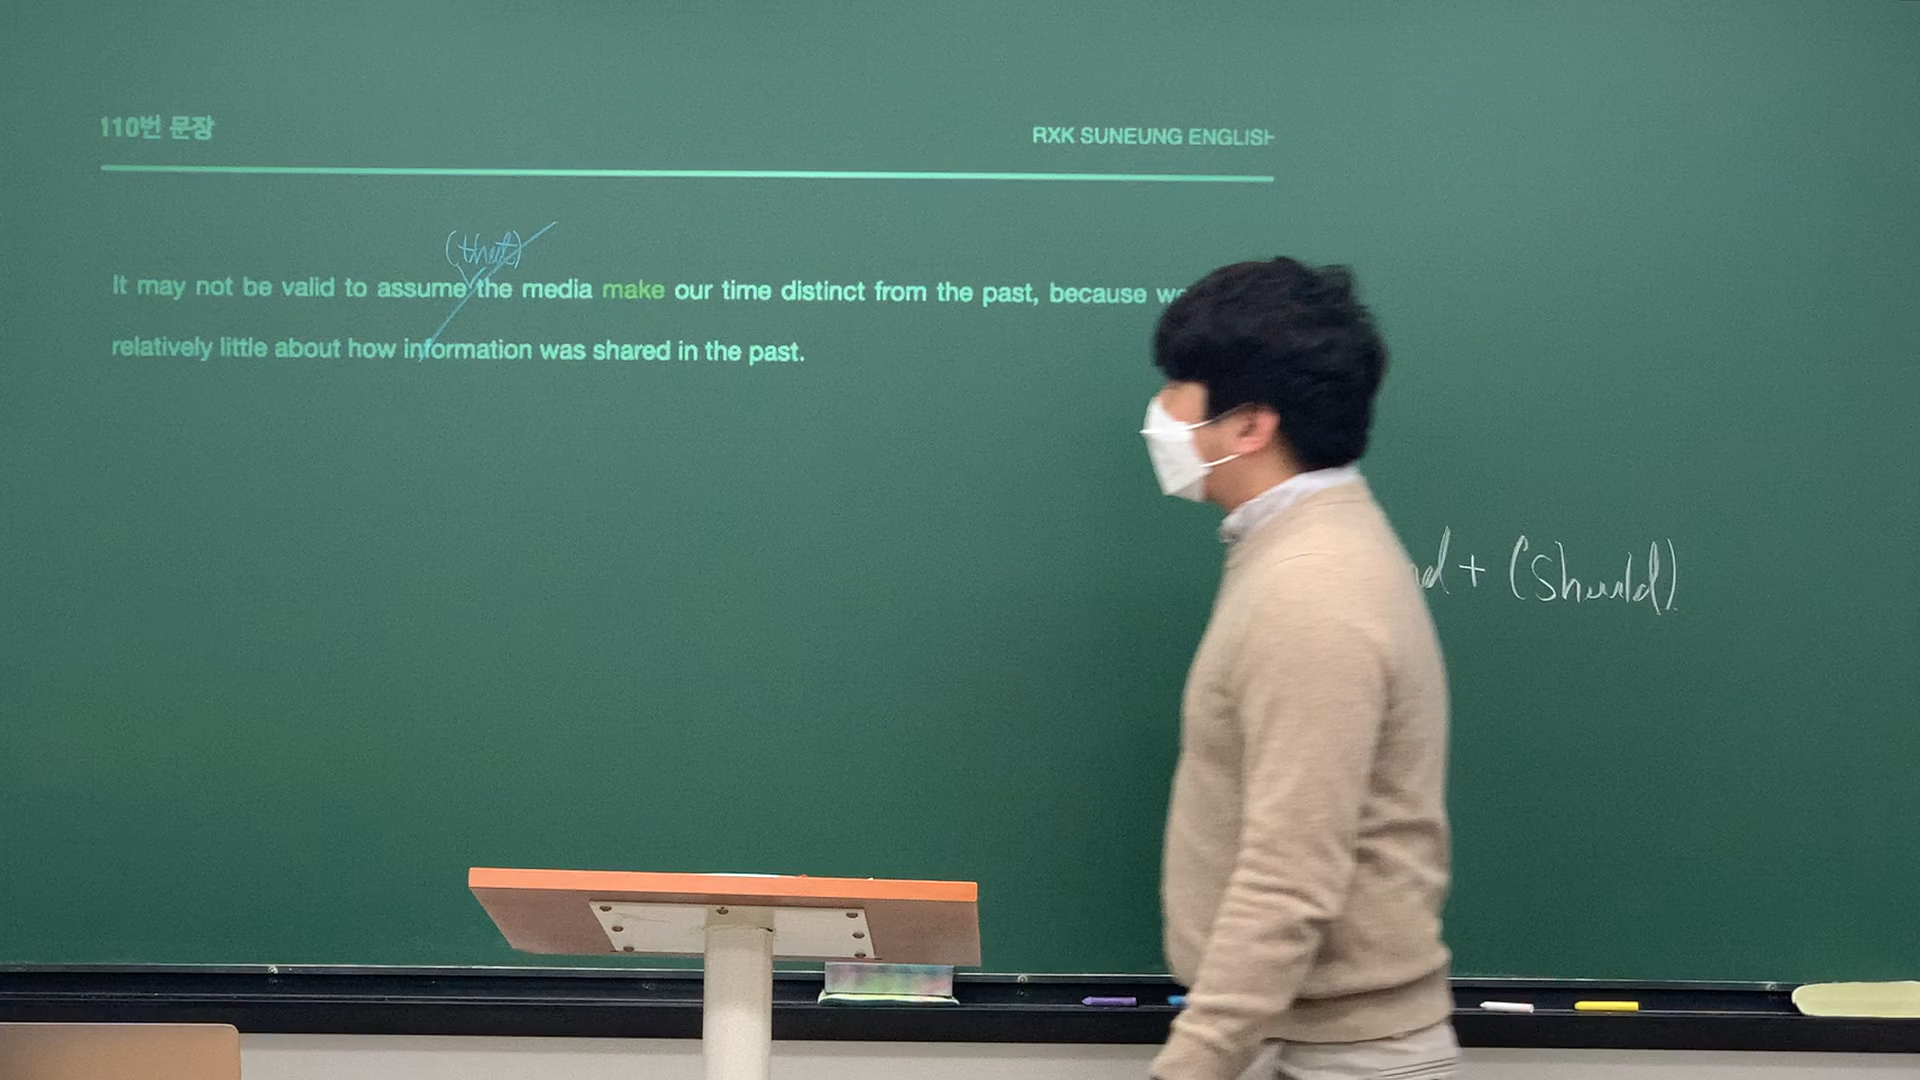 110번 문장
RXK SUNEUNG ENGLISH
(that)
It may not be valid to assume the media make our time distinct from the past, because
relatively little about how information was shared in the past.
+ (should)